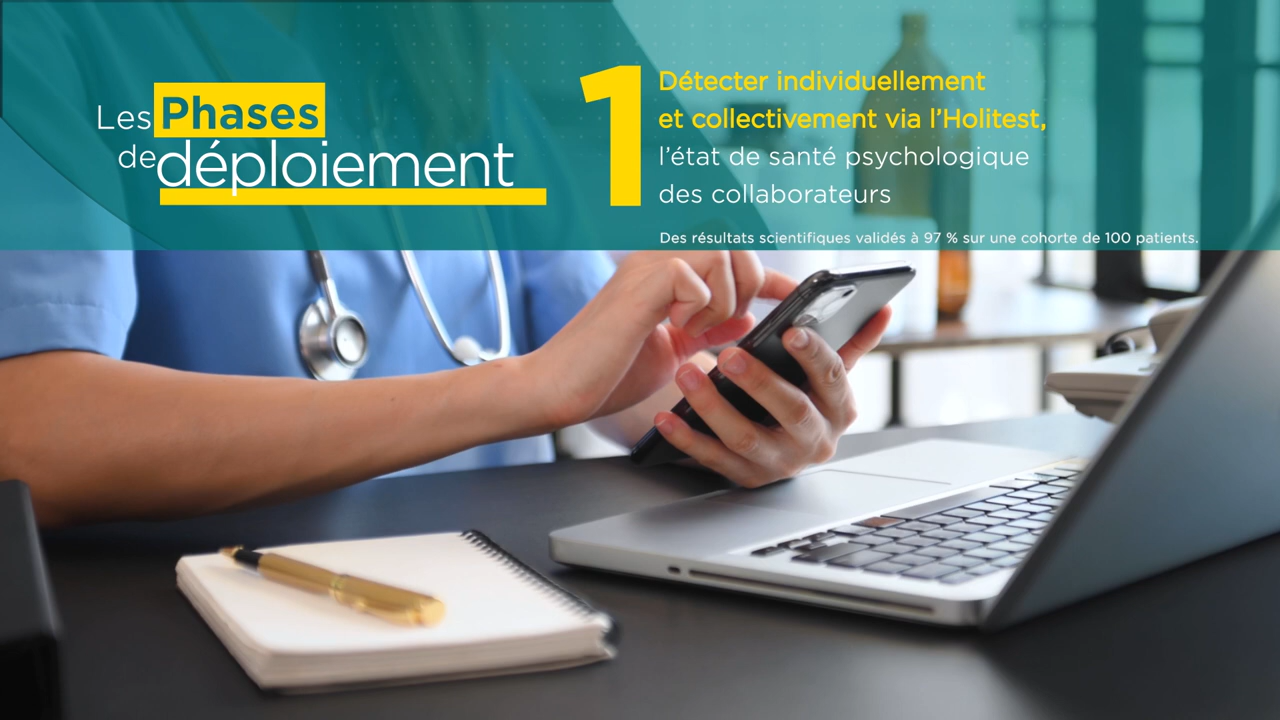 Les Phases
de déploiement
1
Détecter individuellement
et collectivement via l’Holitest,
l’état de santé psychologique
des collaborateurs
Des résultats scientifiques validés à 97 % sur une cohorte de 100 patients.